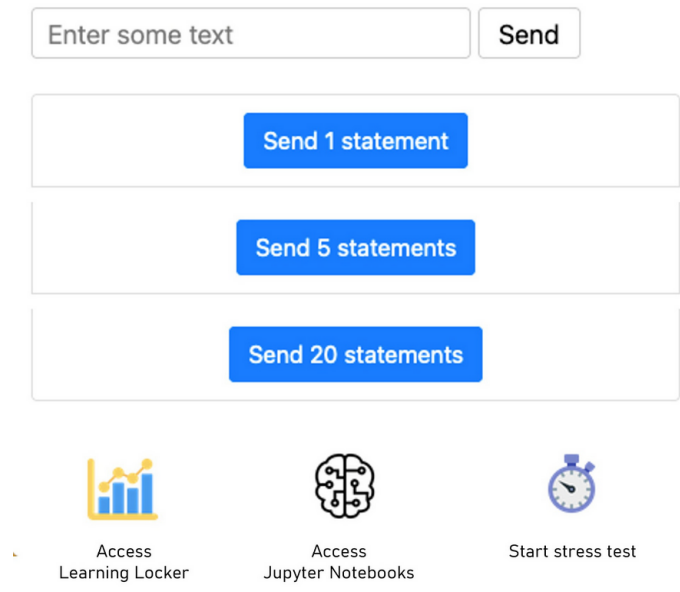 Enter some text
Send
Send 1 statement
Send 5 statements
Send 20 statements
Access
Learning Locker
Access
Jupyter Notebooks
Start stress test